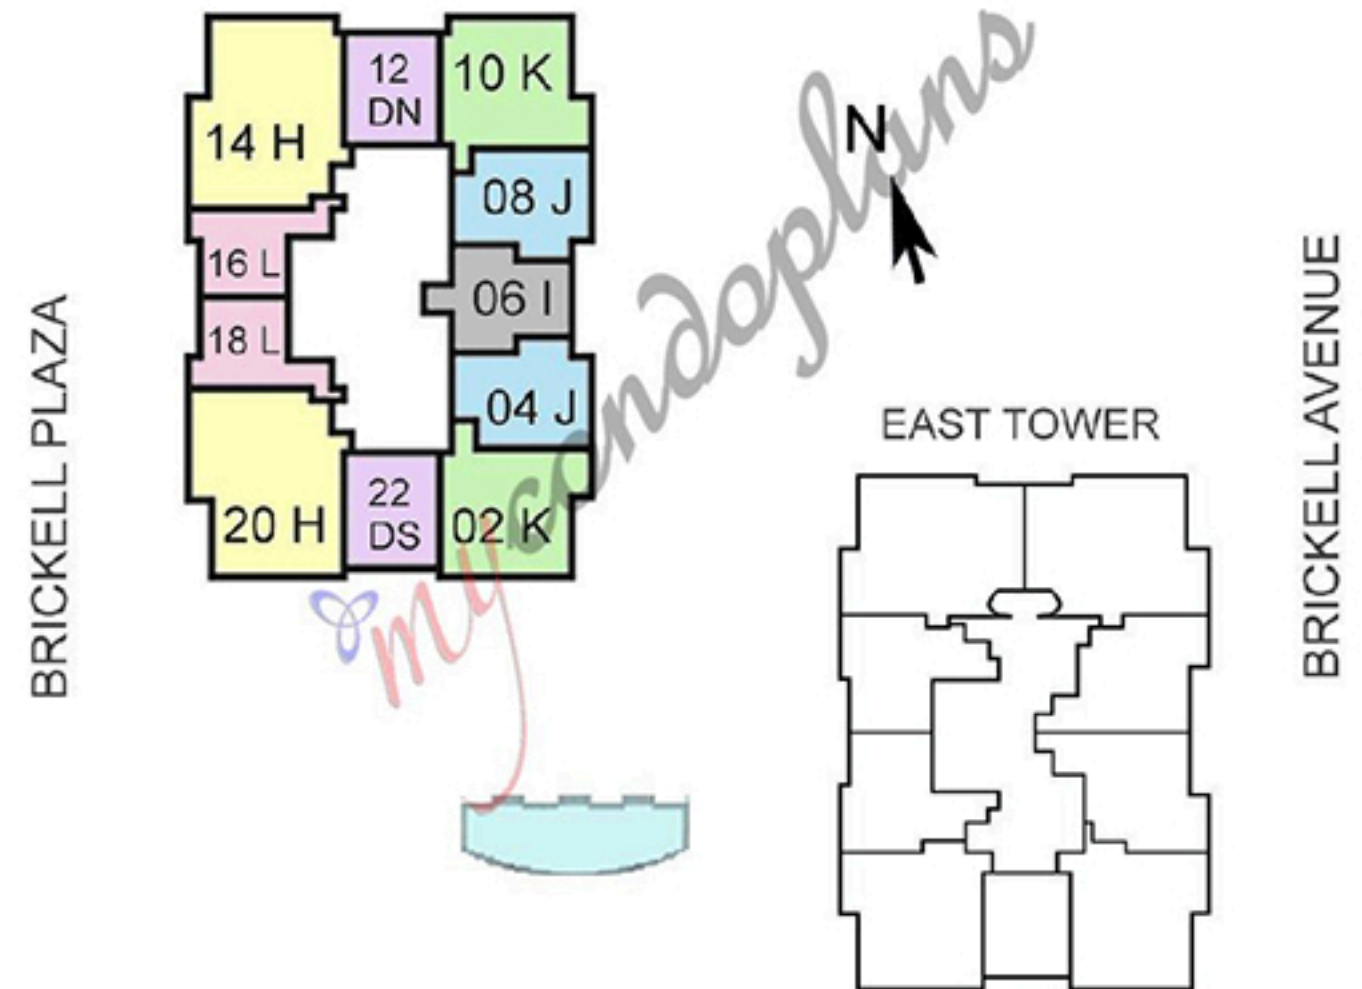 12
DN
10 K
14 H
N
08 J
16 L
06 I
18 L
04 J
20 H
22
DS
02 K
BRICKELL PLAZA
EAST TOWER
BRICKELL AVENUE
mycondoplans